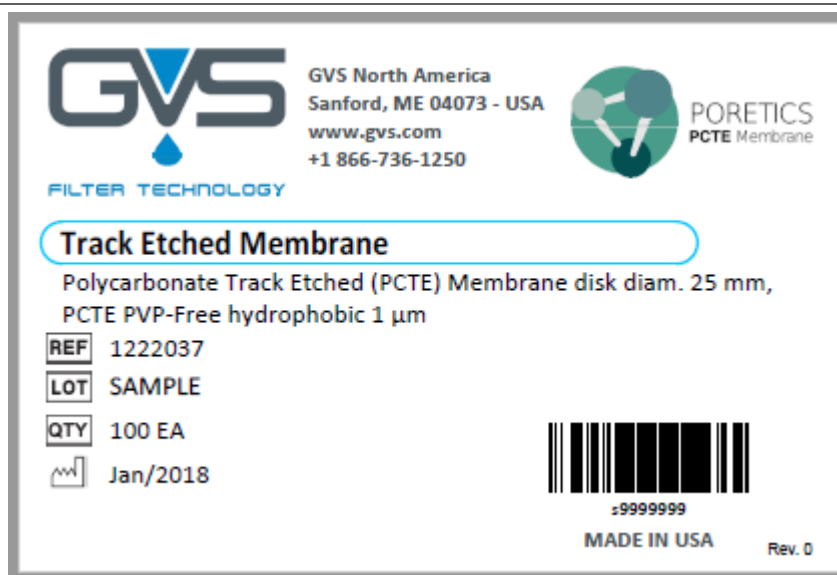 GVS
FILTER TECHNOLOGY
GVS North America
Sanford, ME 04073 - USA
www.gvs.com
+1 866-736-1250
PORETICS
PCTE Membrane
Track Etched Membrane
Polycarbonate Track Etched (PCTE) Membrane disk diam. 25 mm,
PCTE PVP-Free hydrophobic 1 µm
REF 1222037
LOT SAMPLE
QTY 100 EA
Jan/2018
s9999999
MADE IN USA
Rev. 0